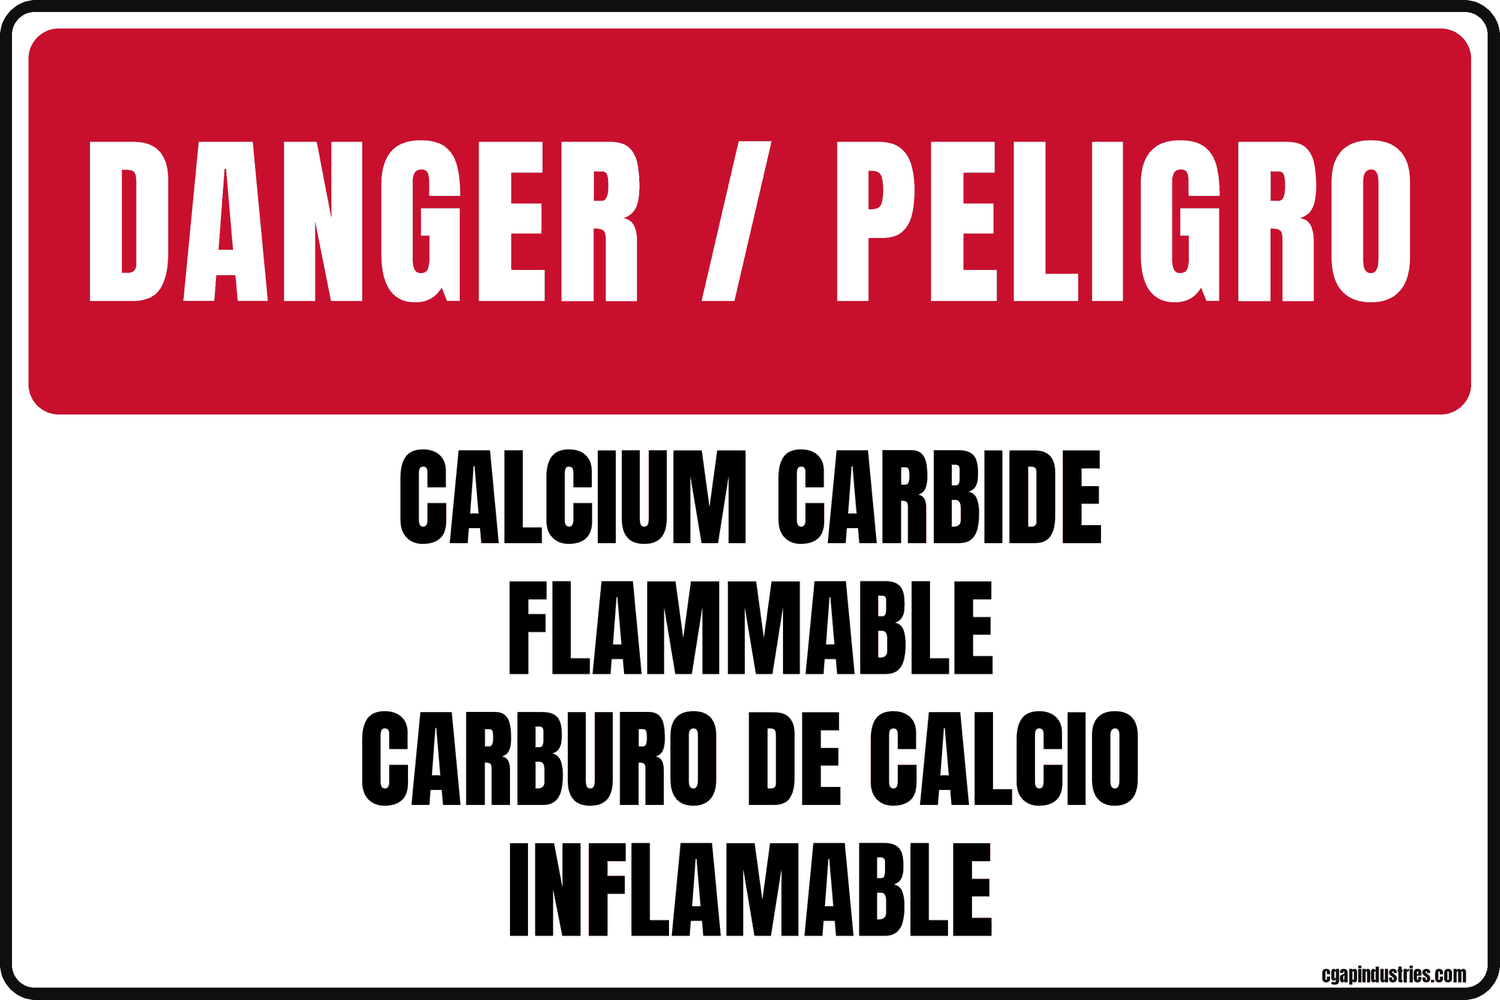 DANGER / PELIGRO
CALCIUM CARBIDE
FLAMMABLE
CARBURO DE CALCIO
INFLAMABLE
cgapindustries.com